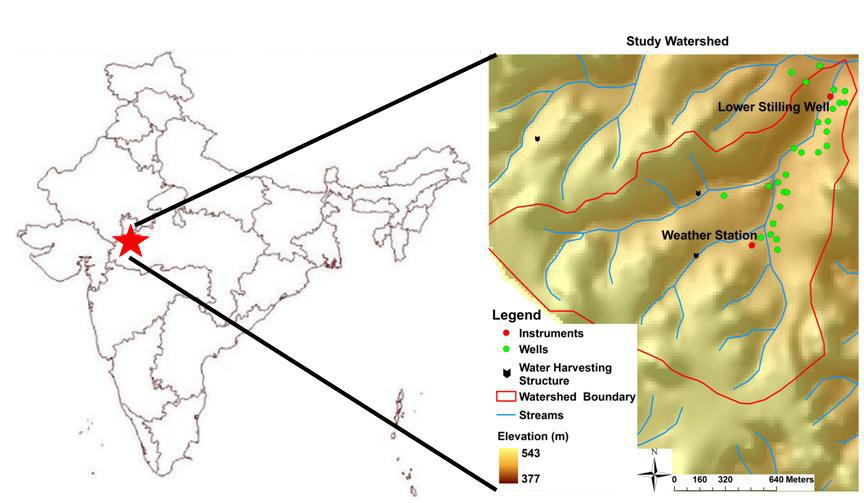 Study Watershed
Lower Stilling Well
Weather Station
Legend
Instruments
Wells
Water Harvesting
Structure
Watershed Boundary
Streams
Elevation (m)
543
377
N
0 160 320 640 Meters